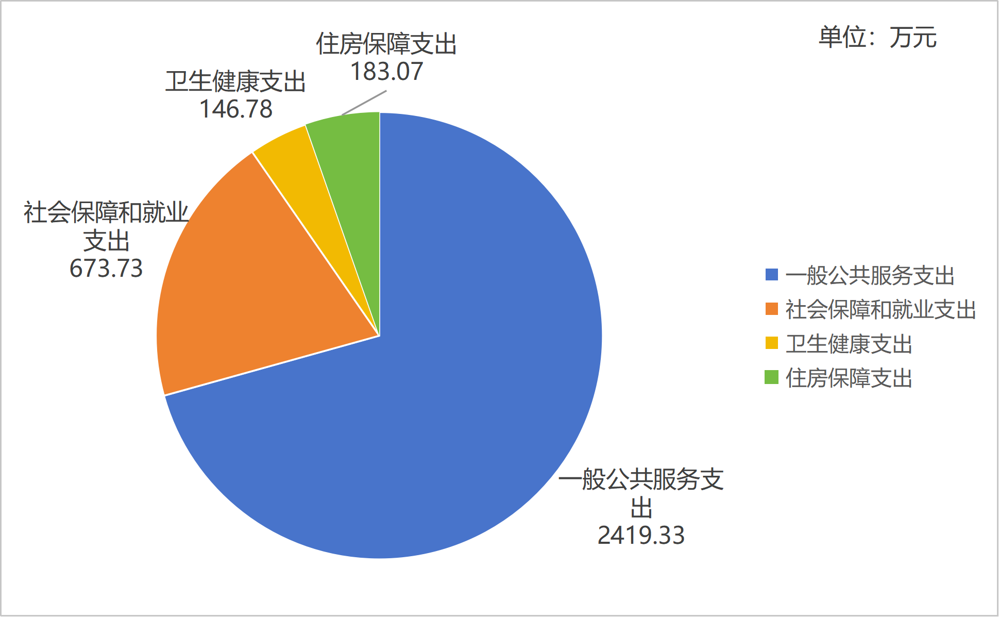 单位：万元
住房保障支出
183.07
卫生健康支出
146.78
社会保障和就业
支出
673.73
一般公共服务支
出
2419.33
一般公共服务支出
社会保障和就业支出
卫生健康支出
住房保障支出